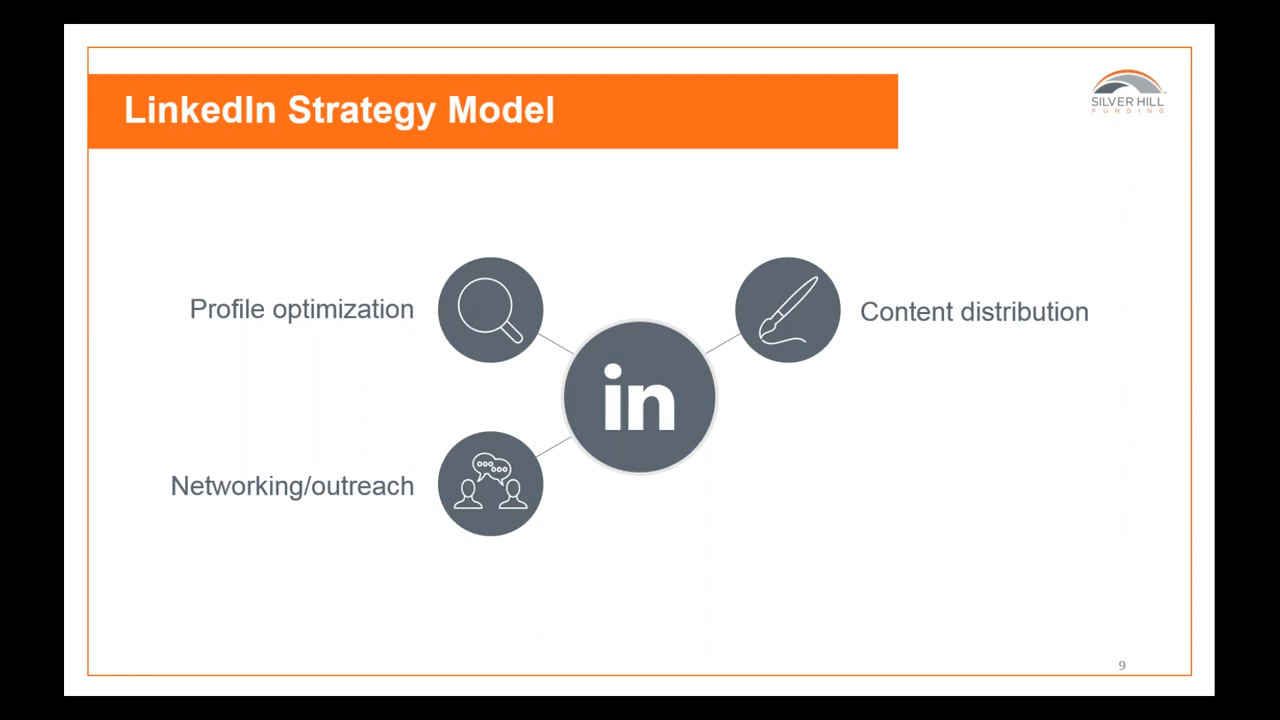 LinkedIn Strategy Model
SILVER HILL
FUNDING
Profile optimization
Content distribution
in
Networking/outreach
9